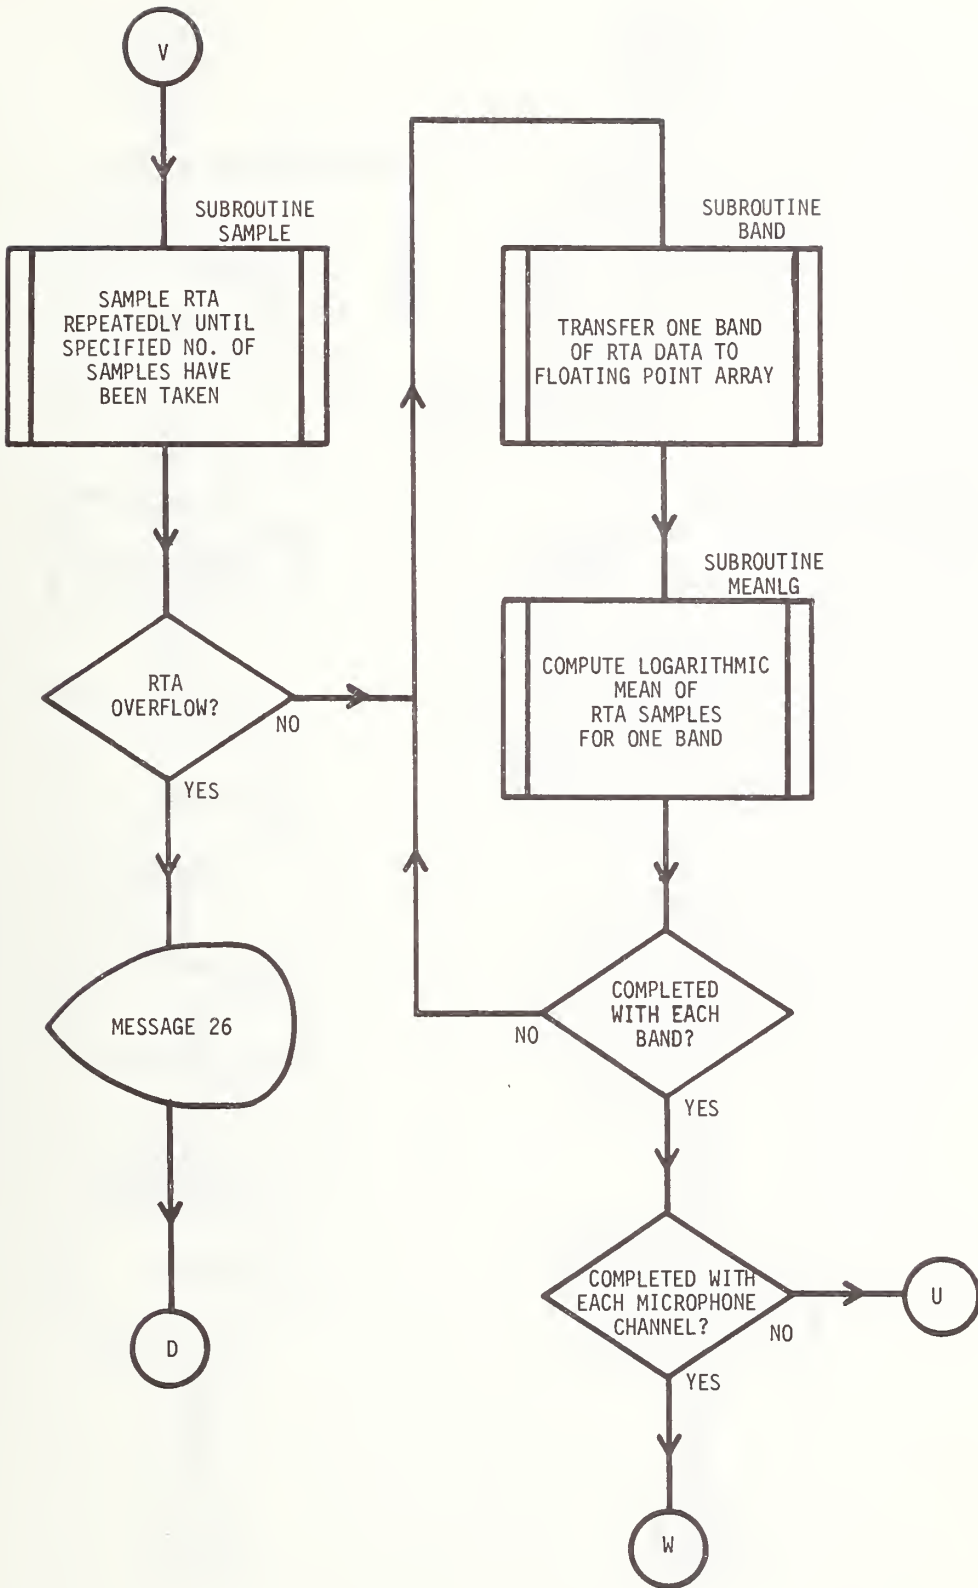 V
SUBROUTINE
SAMPLE
SAMPLE RTA
REPEATEDLY UNTIL
SPECIFIED NO. OF
SAMPLES HAVE
BEEN TAKEN
RTA
OVERFLOW?
NO
YES
MESSAGE 26
D
SUBROUTINE
BAND
TRANSFER ONE BAND
OF RTA DATA TO
FLOATING POINT ARRAY
SUBROUTINE
MEANLG
COMPUTE LOGARITHMIC
MEAN OF
RTA SAMPLES
FOR ONE BAND
COMPLETED
WITH EACH
BAND?
NO
YES
COMPLETED WITH
EACH MICROPHONE
CHANNEL?
NO
U
YES
W